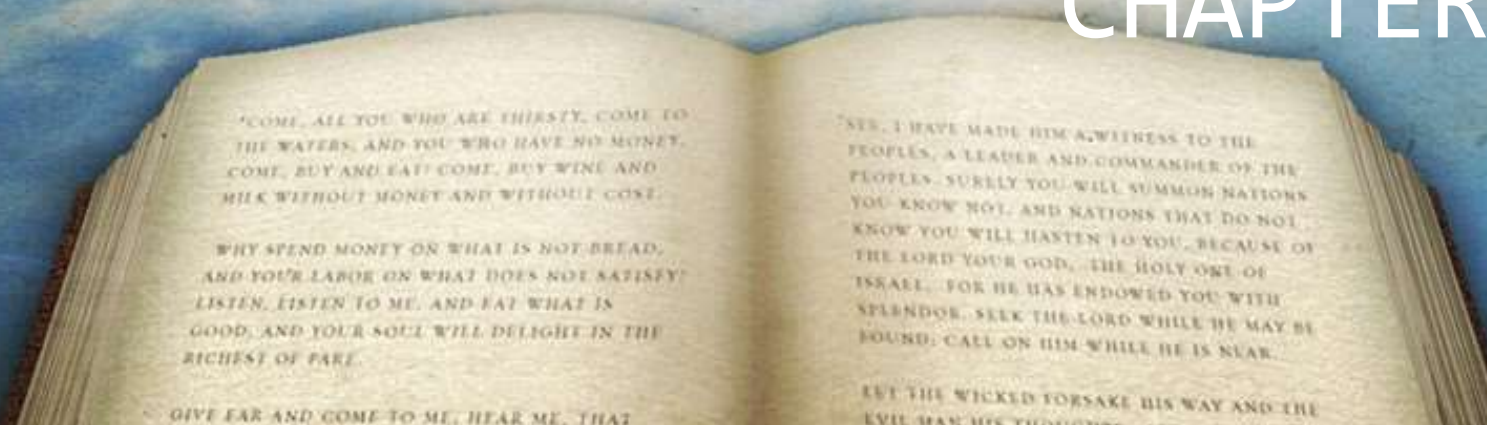 CHAPTER
"COME, ALL YOU WHO ARE THIRSTY, COME TO
THE WATERS, AND YOU WHO HAVE NO MONEY,
COME, BUY AND EAT! COME, BUY WINE AND
MILK WITHOUT MONEY AND WITHOUT COST.
WHY SPEND MONEY ON WHAT IS NOT BREAD,
AND YOUR LABOR ON WHAT DOES NOT SATISFY?
LISTEN, LISTEN TO ME, AND EAT WHAT IS
GOOD, AND YOUR SOUL WILL DELIGHT IN THE
RICHEST OF FARE.
GIVE EAR AND COME TO ME, HEAR ME, THAT
"SEE, I HAVE MADE HIM A WITNESS TO THE
PEOPLES, A LEADER AND COMMANDER OF THE
PEOPLES. SURELY YOU WILL SUMMON NATIONS
YOU KNOW NOT, AND NATIONS THAT DO NOT
KNOW YOU WILL HASTEN TO YOU, BECAUSE OF
THE LORD YOUR GOD, THE HOLY ONE OF
ISRAEL, FOR HE HAS ENDOWED YOU WITH
SPLENDOR. SEEK THE LORD WHILE HE MAY BE
FOUND; CALL ON HIM WHILE HE IS NEAR.
LET THE WICKED FORSAKE HIS WAY AND THE
EVIL MAN HIS THOUGHTS